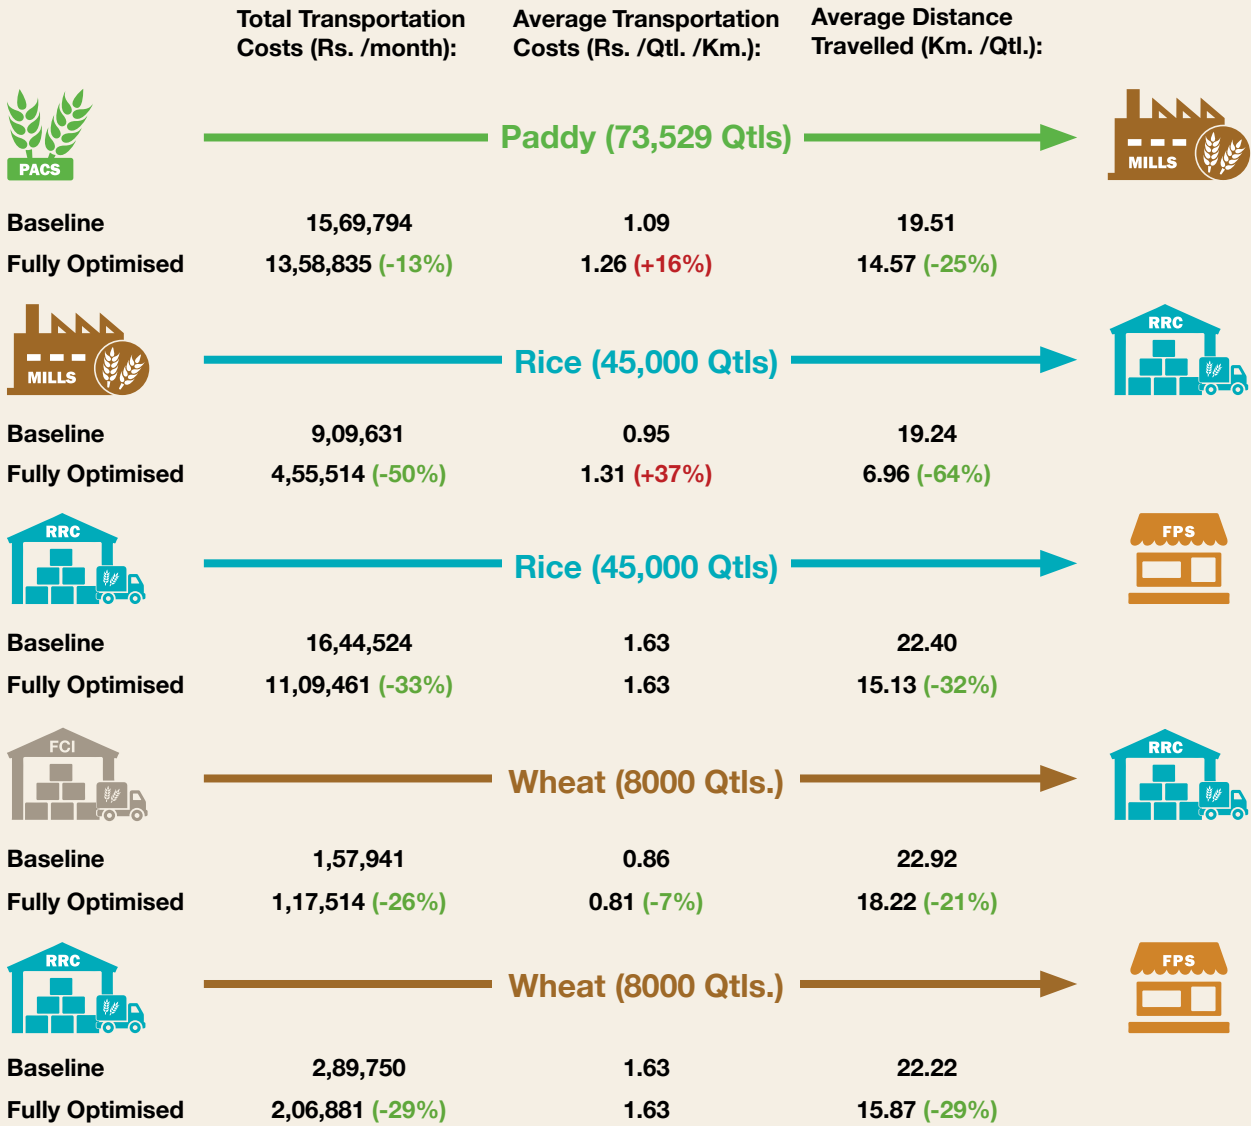 Total Transportation Costs (Rs. /month):
Average Transportation Costs (Rs. /Qtl. /Km.):
Average Distance Travelled (Km. /Qtl.):
PACS
Paddy (73,529 Qtls)
MILLS
Baseline 15,69,794 1.09 19.51
Fully Optimised 13,58,835 (-13%) 1.26 (+16%) 14.57 (-25%)
MILLS
Rice (45,000 Qtls)
RRC
Baseline 9,09,631 0.95 19.24
Fully Optimised 4,55,514 (-50%) 1.31 (+37%) 6.96 (-64%)
RRC
Rice (45,000 Qtls)
FPS
Baseline 16,44,524 1.63 22.40
Fully Optimised 11,09,461 (-33%) 1.63 15.13 (-32%)
FCI
Wheat (8000 Qtls.)
RRC
Baseline 1,57,941 0.86 22.92
Fully Optimised 1,17,514 (-26%) 0.81 (-7%) 18.22 (-21%)
RRC
Wheat (8000 Qtls.)
FPS
Baseline 2,89,750 1.63 22.22
Fully Optimised 2,06,881 (-29%) 1.63 15.87 (-29%)